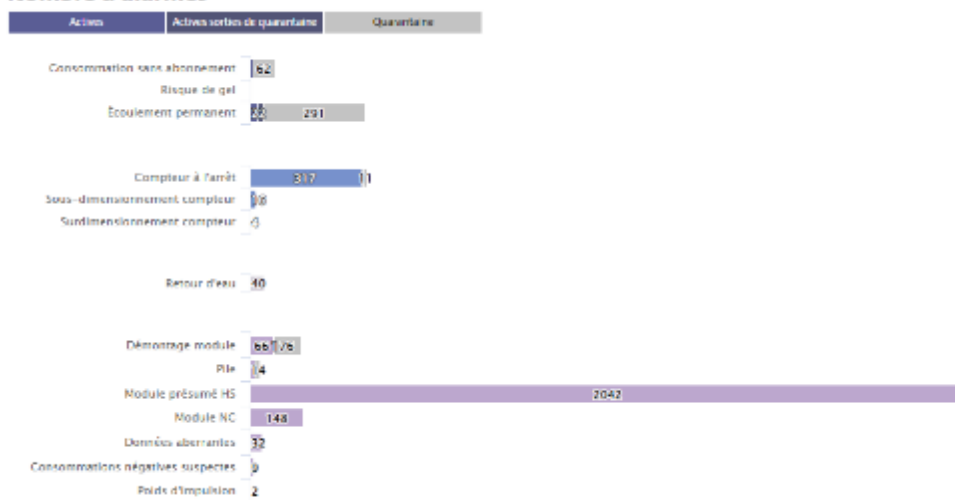 Actives
Actives sorties de quarantaine
Quarantaine
Consommation sans abonnement 62
Risque de gel
Écoulement permanent 291
Compteur à l'arrêt 317
Sous-dimensionnement compteur
Surdimensionnement compteur
Retour d'eau 40
Démontage module 66 76
Pile
Module présumé HS 2042
Module NC 148
Données aberrantes 32
Consommations négatives suspectes 9
Poids d'impulsion 2